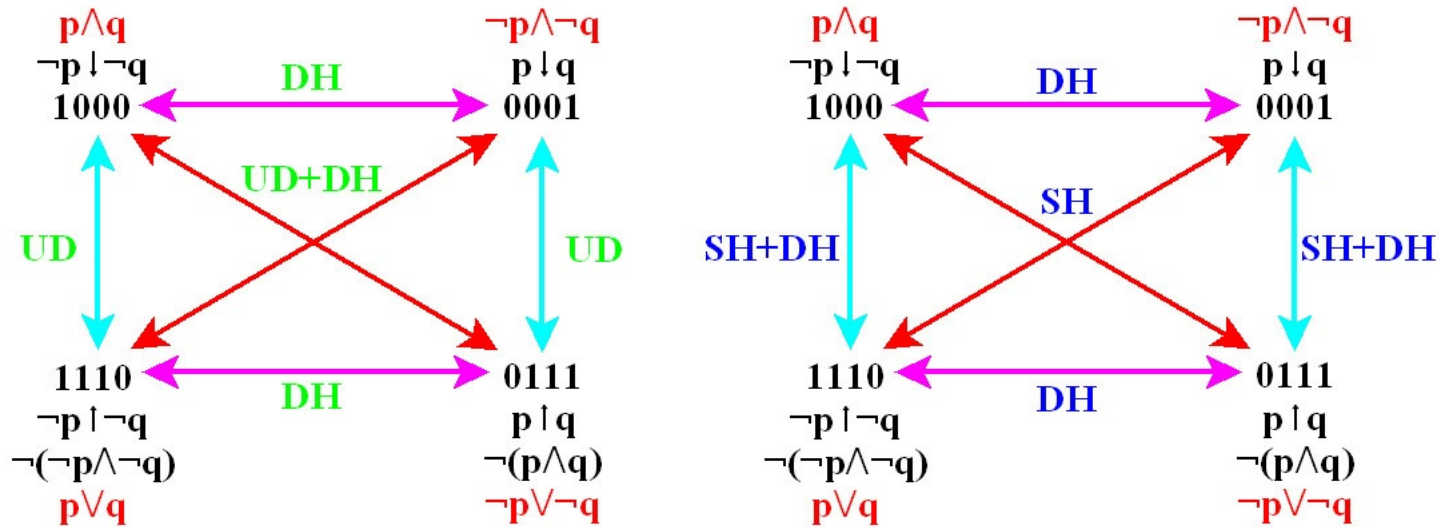 p∧q ¬p∧¬q p∧q ¬p∧¬q
¬p↓¬q p↓q ¬p↓¬q p↓q
1000 DH 0001 1000 DH 0001
UD+DH SH
UD UD SH+DH SH+DH
1110 DH 0111 1110 DH 0111
¬p↑¬q p↑q ¬p↑¬q p↑q
¬(¬p∧¬q) ¬(p∧q) ¬(¬p∧¬q) ¬(p∧q)
p∨q ¬p∨¬q p∨q ¬p∨¬q